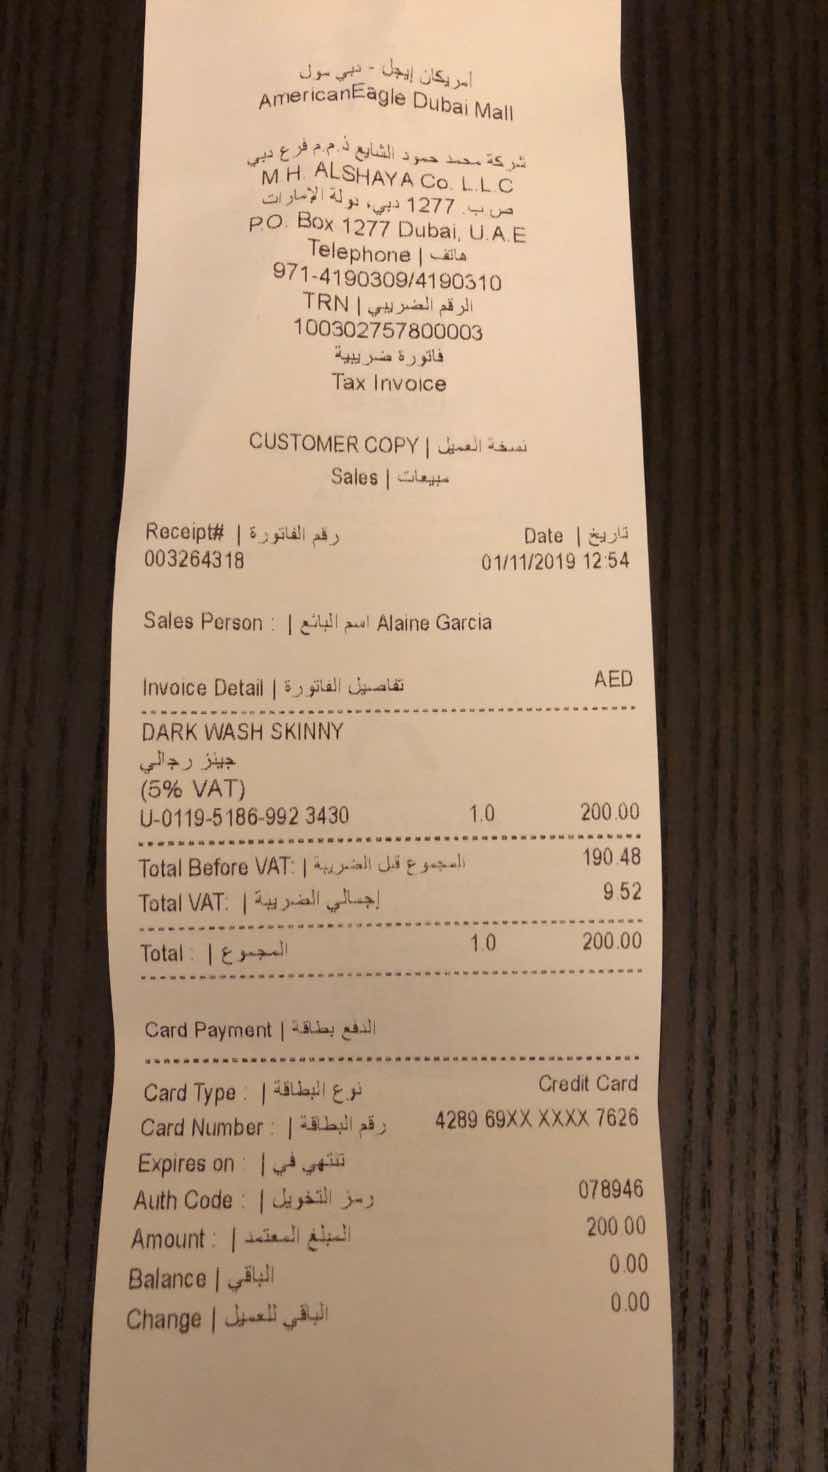 أمريكان إيجل - دبي مول
AmericanEagle Dubai Mall
شركة محمد حمود الشايع ذ.م.م فرع دبي
M.H. ALSHAYA Co. L.L.C
ص ب. 1277 دبي، دولة الإمارات
P.O. Box 1277 Dubai, U.A.E
Telephone | هاتف
971-4190309/4190310
TRN | الرقم الضريبي
100302757800003
فاتورة ضريبية
Tax Invoice
CUSTOMER COPY | نسخة العميل
Sales | مبيعات
Receipt# | رقم الفاتورة Date | تاريخ
003264318 01/11/2019 12:54
Sales Person : | اسم البائع Alaine Garcia
Invoice Detail | تفاصيل الفاتورة AED
DARK WASH SKINNY
جينز رجالي
(5% VAT)
U-0119-5186-992 3430 1.0 200.00
Total Before VAT: | المجموع قبل الضريبة 190.48
Total VAT: | إجمالي الضريبة 9.52
Total : | المجموع 1.0 200.00
Card Payment | الدفع بطاقة
Card Type : | نوع البطاقة Credit Card
Card Number : | رقم البطاقة 4289 69XX XXXX 7626
Expires on : | تنتهي في
Auth Code : | رمز التخويل 078946
Amount : | المبلغ المعتمد 200.00
Balance | الباقي 0.00
Change | الباقي للعميل 0.00